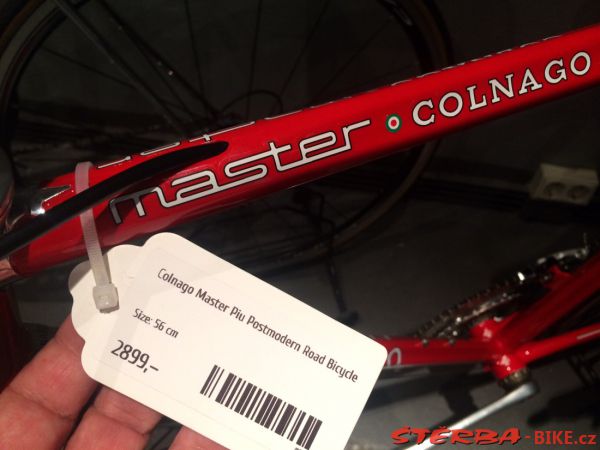 master COLNAGO
Colnago Master Piu Postmodern Road Bicycle
Size: 56 cm
2899,-
ŠTĚRBA-BIKE.cz